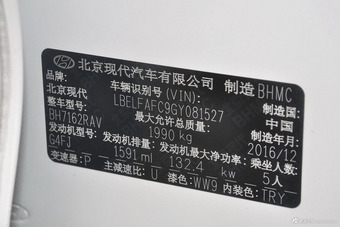 北京现代汽车有限公司 制造 BHMC
品牌: 车辆识别号(VIN): 制造国:
北京现代 LBELFAFC9GY081527 中国
整车型号: 最大允许总质量: 制造年月:
BH7162RAV 1990 kg 2016/12
发动机型号: 发动机排量: 发动机最大净功率: 乘坐人数:
G4FJ 1591 ml 132.4 kw 5人
变速器: P 主减速比: U 漆色: WW9 内装色: TRY